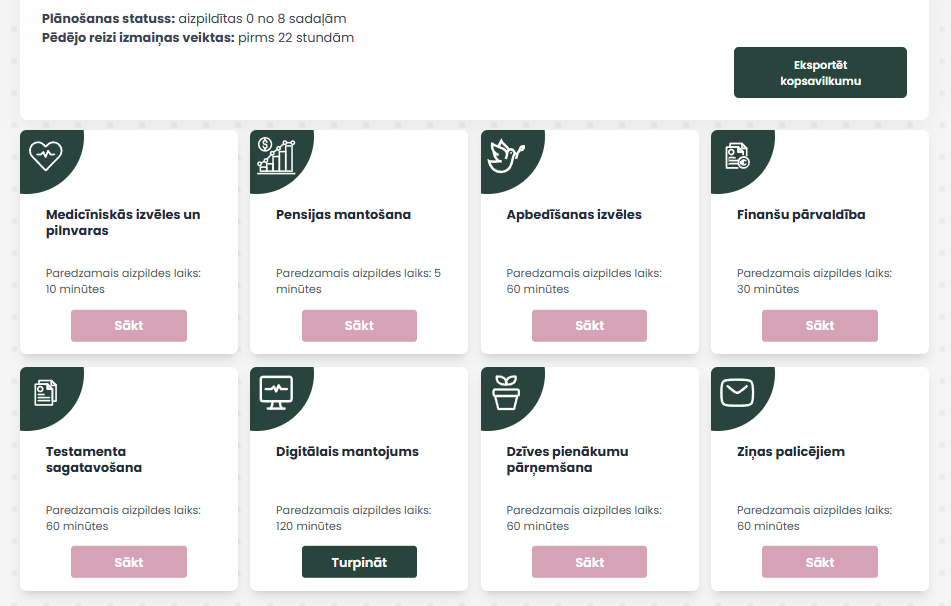 Plānošanas statuss: aizpildītas 0 no 8 sadaļām
Pēdējo reizi izmaiņas veiktas: pirms 22 stundām
Eksportēt
kopsavilkumu
Medicīniskās izvēles un
pilnvaras
Paredzamais aizpildes laiks:
10 minūtes
Sākt
Pensijas mantošana
Paredzamais aizpildes laiks: 5
minūtes
Sākt
Apbedīšanas izvēles
Paredzamais aizpildes laiks:
60 minūtes
Sākt
Finanšu pārvaldība
Paredzamais aizpildes laiks:
30 minūtes
Sākt
Testamenta
sagatavošana
Paredzamais aizpildes laiks:
60 minūtes
Sākt
Digitālais mantojums
Paredzamais aizpildes laiks:
120 minūtes
Turpināt
Dzīves pienākumu
pārņemšana
Paredzamais aizpildes laiks:
60 minūtes
Sākt
Ziņas palicējiem
Paredzamais aizpildes laiks:
60 minūtes
Sākt